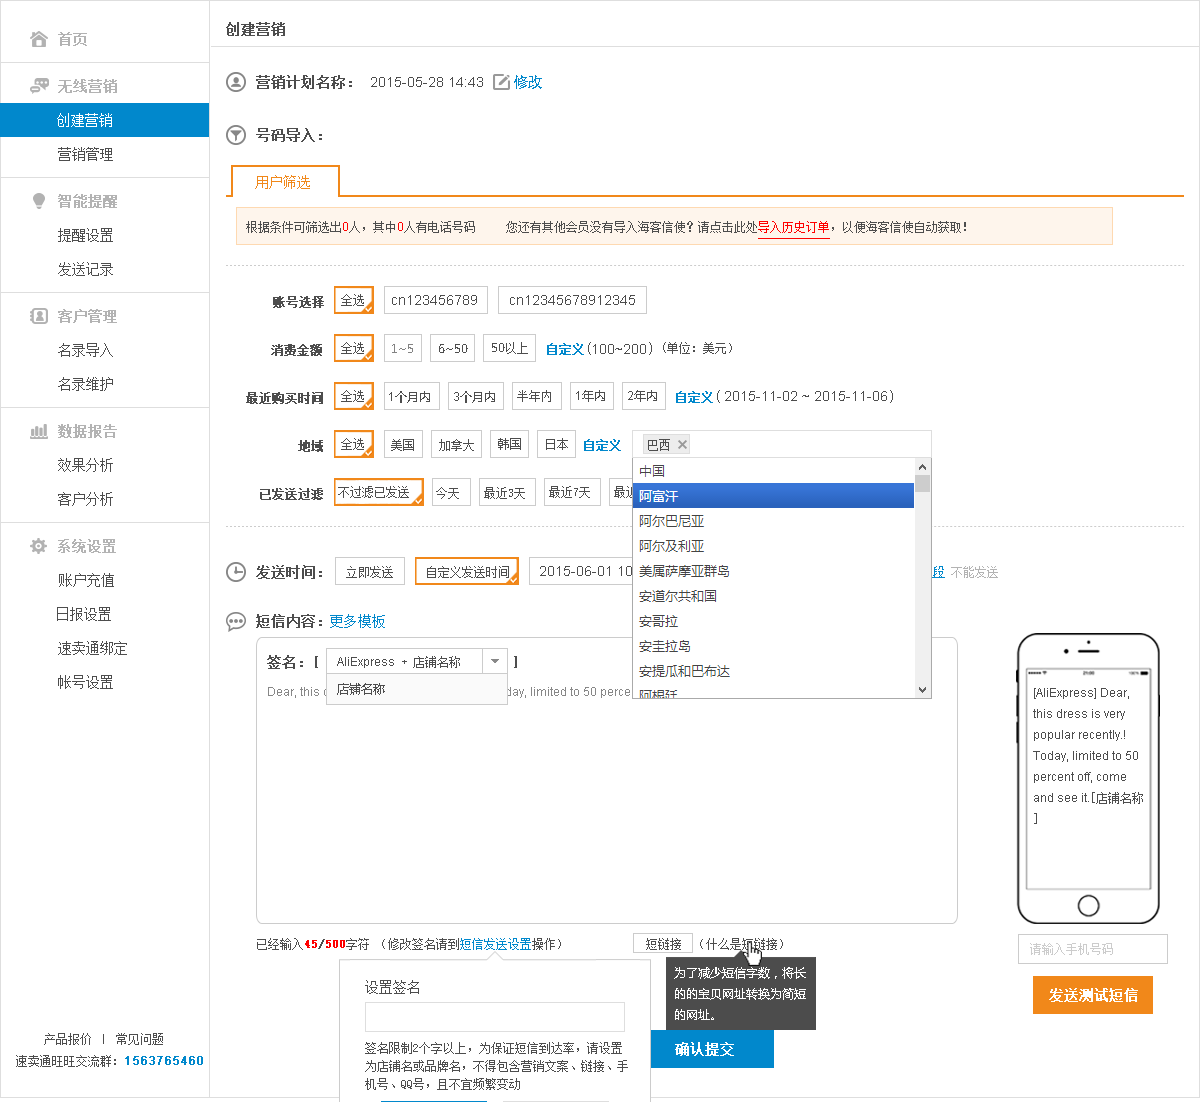 首页
无线营销
创建营销
营销管理
智能提醒
提醒设置
发送记录
客户管理
名录导入
名录维护
数据报告
效果分析
客户分析
系统设置
账户充值
日报设置
速卖通绑定
帐号设置
产品报价 | 常见问题
速卖通旺旺交流群：1563765460
创建营销
营销计划名称： 2015-05-28 14:43 修改
号码导入：
用户筛选
根据条件可筛选出0人，其中0人有电话号码 您还有其他会员没有导入海客信使？请点击此处导入历史订单，以便海客信使自动获取！
账号选择 全选 cn123456789 cn12345678912345
消费金额 全选 1~5 6~50 50以上 自定义(100~200)（单位：美元）
最近购买时间 全选 1个月内 3个月内 半年内 1年内 2年内 自定义( 2015-11-02 ~ 2015-11-06)
地域 全选 美国 加拿大 韩国 日本 自定义 巴西 ×
已发送过滤 不过滤已发送 今天 最近3天 最近7天 最近
中国
阿富汗
阿尔巴尼亚
阿尔及利亚
美属萨摩亚群岛
安道尔共和国
安哥拉
安圭拉岛
安提瓜和巴布达
阿根廷
发送时间： 立即发送 自定义发送时间 2015-06-01 10 段 不能发送
短信内容：更多模板
签名：[ AliExpress + 店铺名称 ]
店铺名称
Dear, this day, limited to 50 perce
已经输入45/500字符 （修改签名请到短信发送设置操作） 短链接 （什么是短链接）
为了减少短信字数，将长
的的宝贝网址转换为简短
的网址。
设置签名
签名限制2个字以上，为保证短信到达率，请设置
为店铺名或品牌名，不得包含营销文案、链接、手
机号、QQ号，且不宜频繁变动
确认提交
[AliExpress] Dear,
this dress is very
popular recently.!
Today, limited to 50
percent off, come
and see it.[店铺名称
]
请输入手机号码
发送测试短信